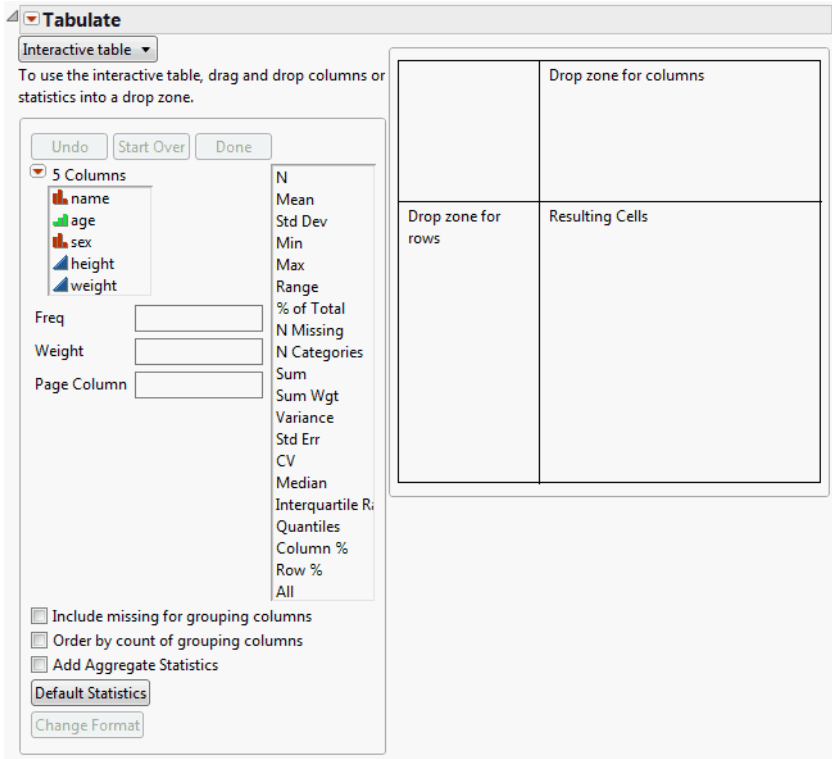 Tabulate
Interactive table
To use the interactive table, drag and drop columns or
statistics into a drop zone.
Undo
Start Over
Done
5 Columns
name
age
sex
height
weight
Freq
Weight
Page Column
N
Mean
Std Dev
Min
Max
Range
% of Total
N Missing
N Categories
Sum
Sum Wgt
Variance
Std Err
CV
Median
Interquartile Ra
Quantiles
Column %
Row %
All
Include missing for grouping columns
Order by count of grouping columns
Add Aggregate Statistics
Default Statistics
Change Format
Drop zone for columns
Drop zone for
rows
Resulting Cells